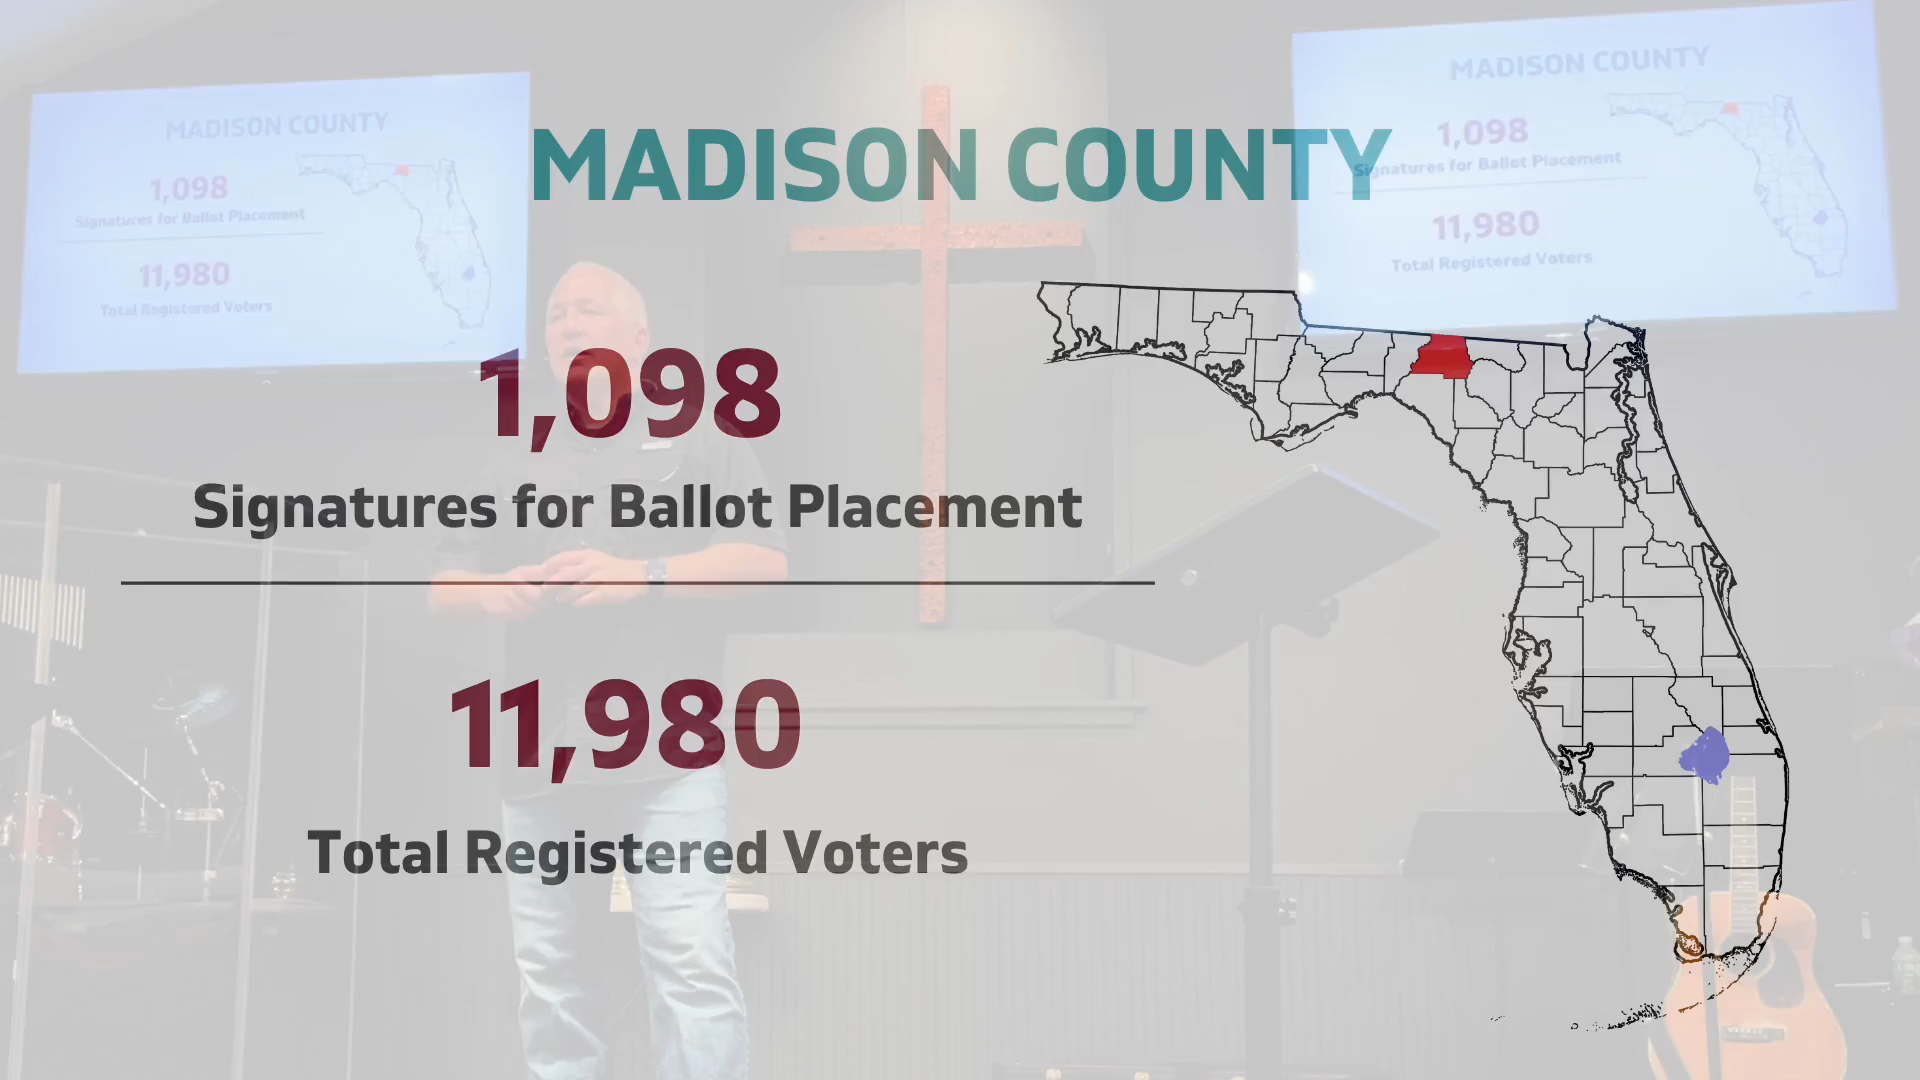 MADISON COUNTY
1,098
Signatures for Ballot Placement
11,980
Total Registered Voters
MADISON COUNTY
1,098
Signatures for Ballot Placement
11,980
Total Registered Voters
MADISON COUNTY
1,098
Signatures for Ballot Placement
11,980
Total Registered Voters